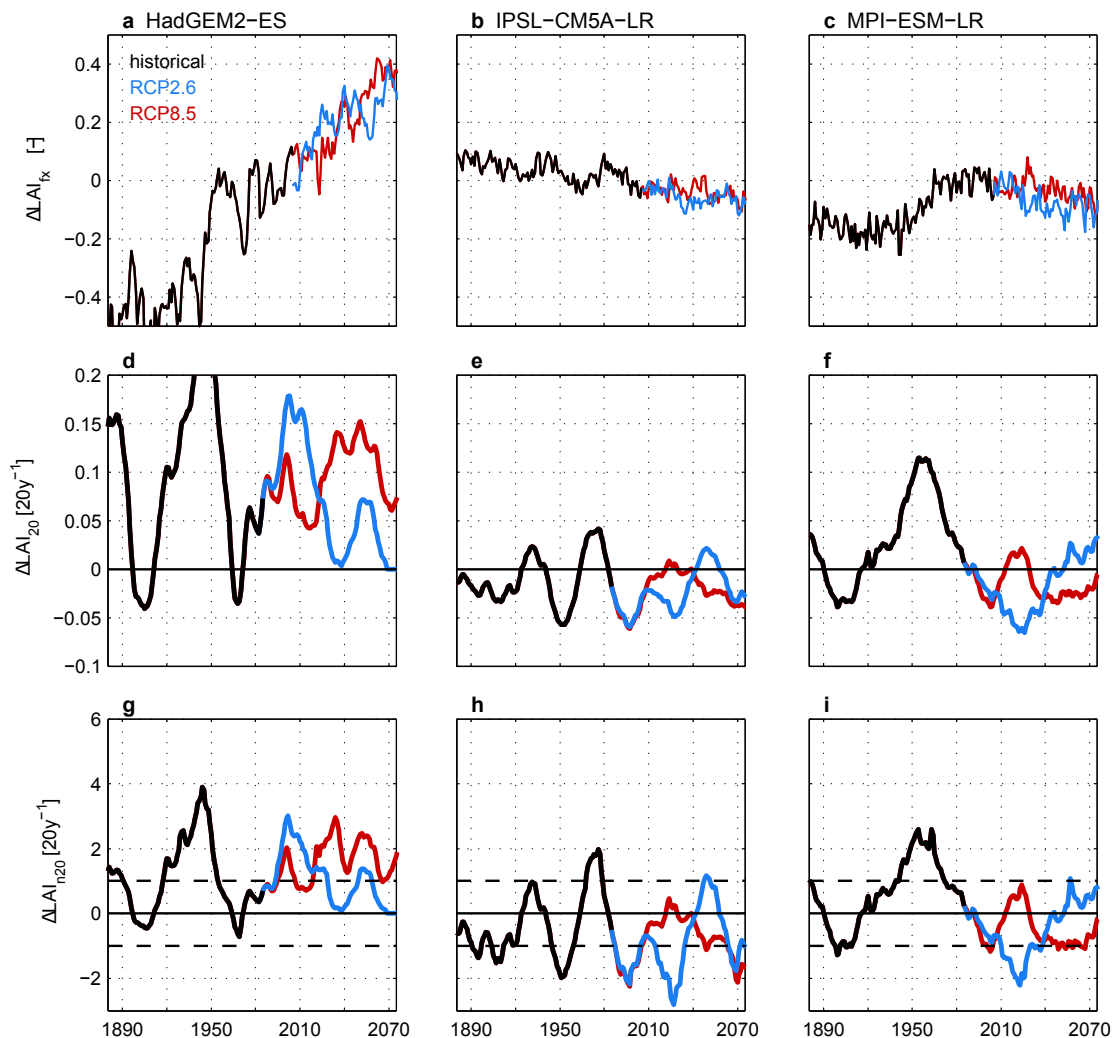 a HadGEM2−ES
b IPSL−CM5A−LR
c MPI−ESM−LR
historical
RCP2.6
RCP8.5
ΔLAI_fx [-]
0.4
0.2
0
−0.2
−0.4
d
e
f
ΔLAI_20 [20y^−1]
0.2
0.15
0.1
0.05
0
−0.05
−0.1
g
h
i
ΔLAI_n20 [20y^−1]
6
4
2
0
−2
1890 1950 2010 2070
1890 1950 2010 2070
1890 1950 2010 2070